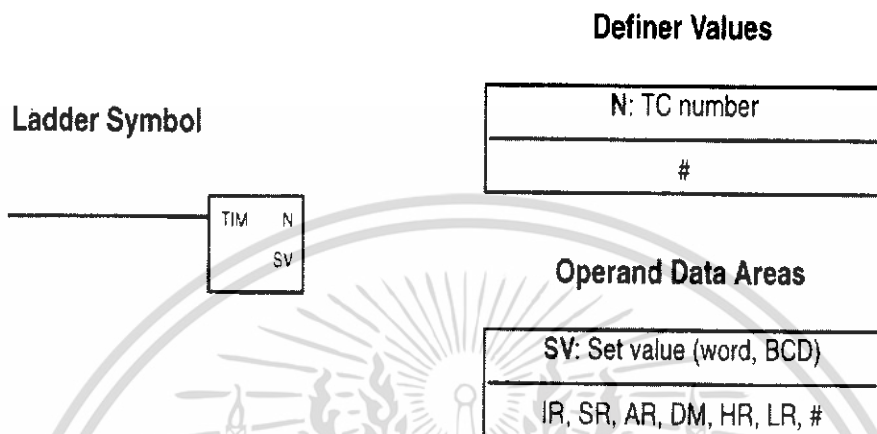 Definer Values
N: TC number
#
Ladder Symbol
TIM N
SV
Operand Data Areas
SV: Set value (word, BCD)
IR, SR, AR, DM, HR, LR, #